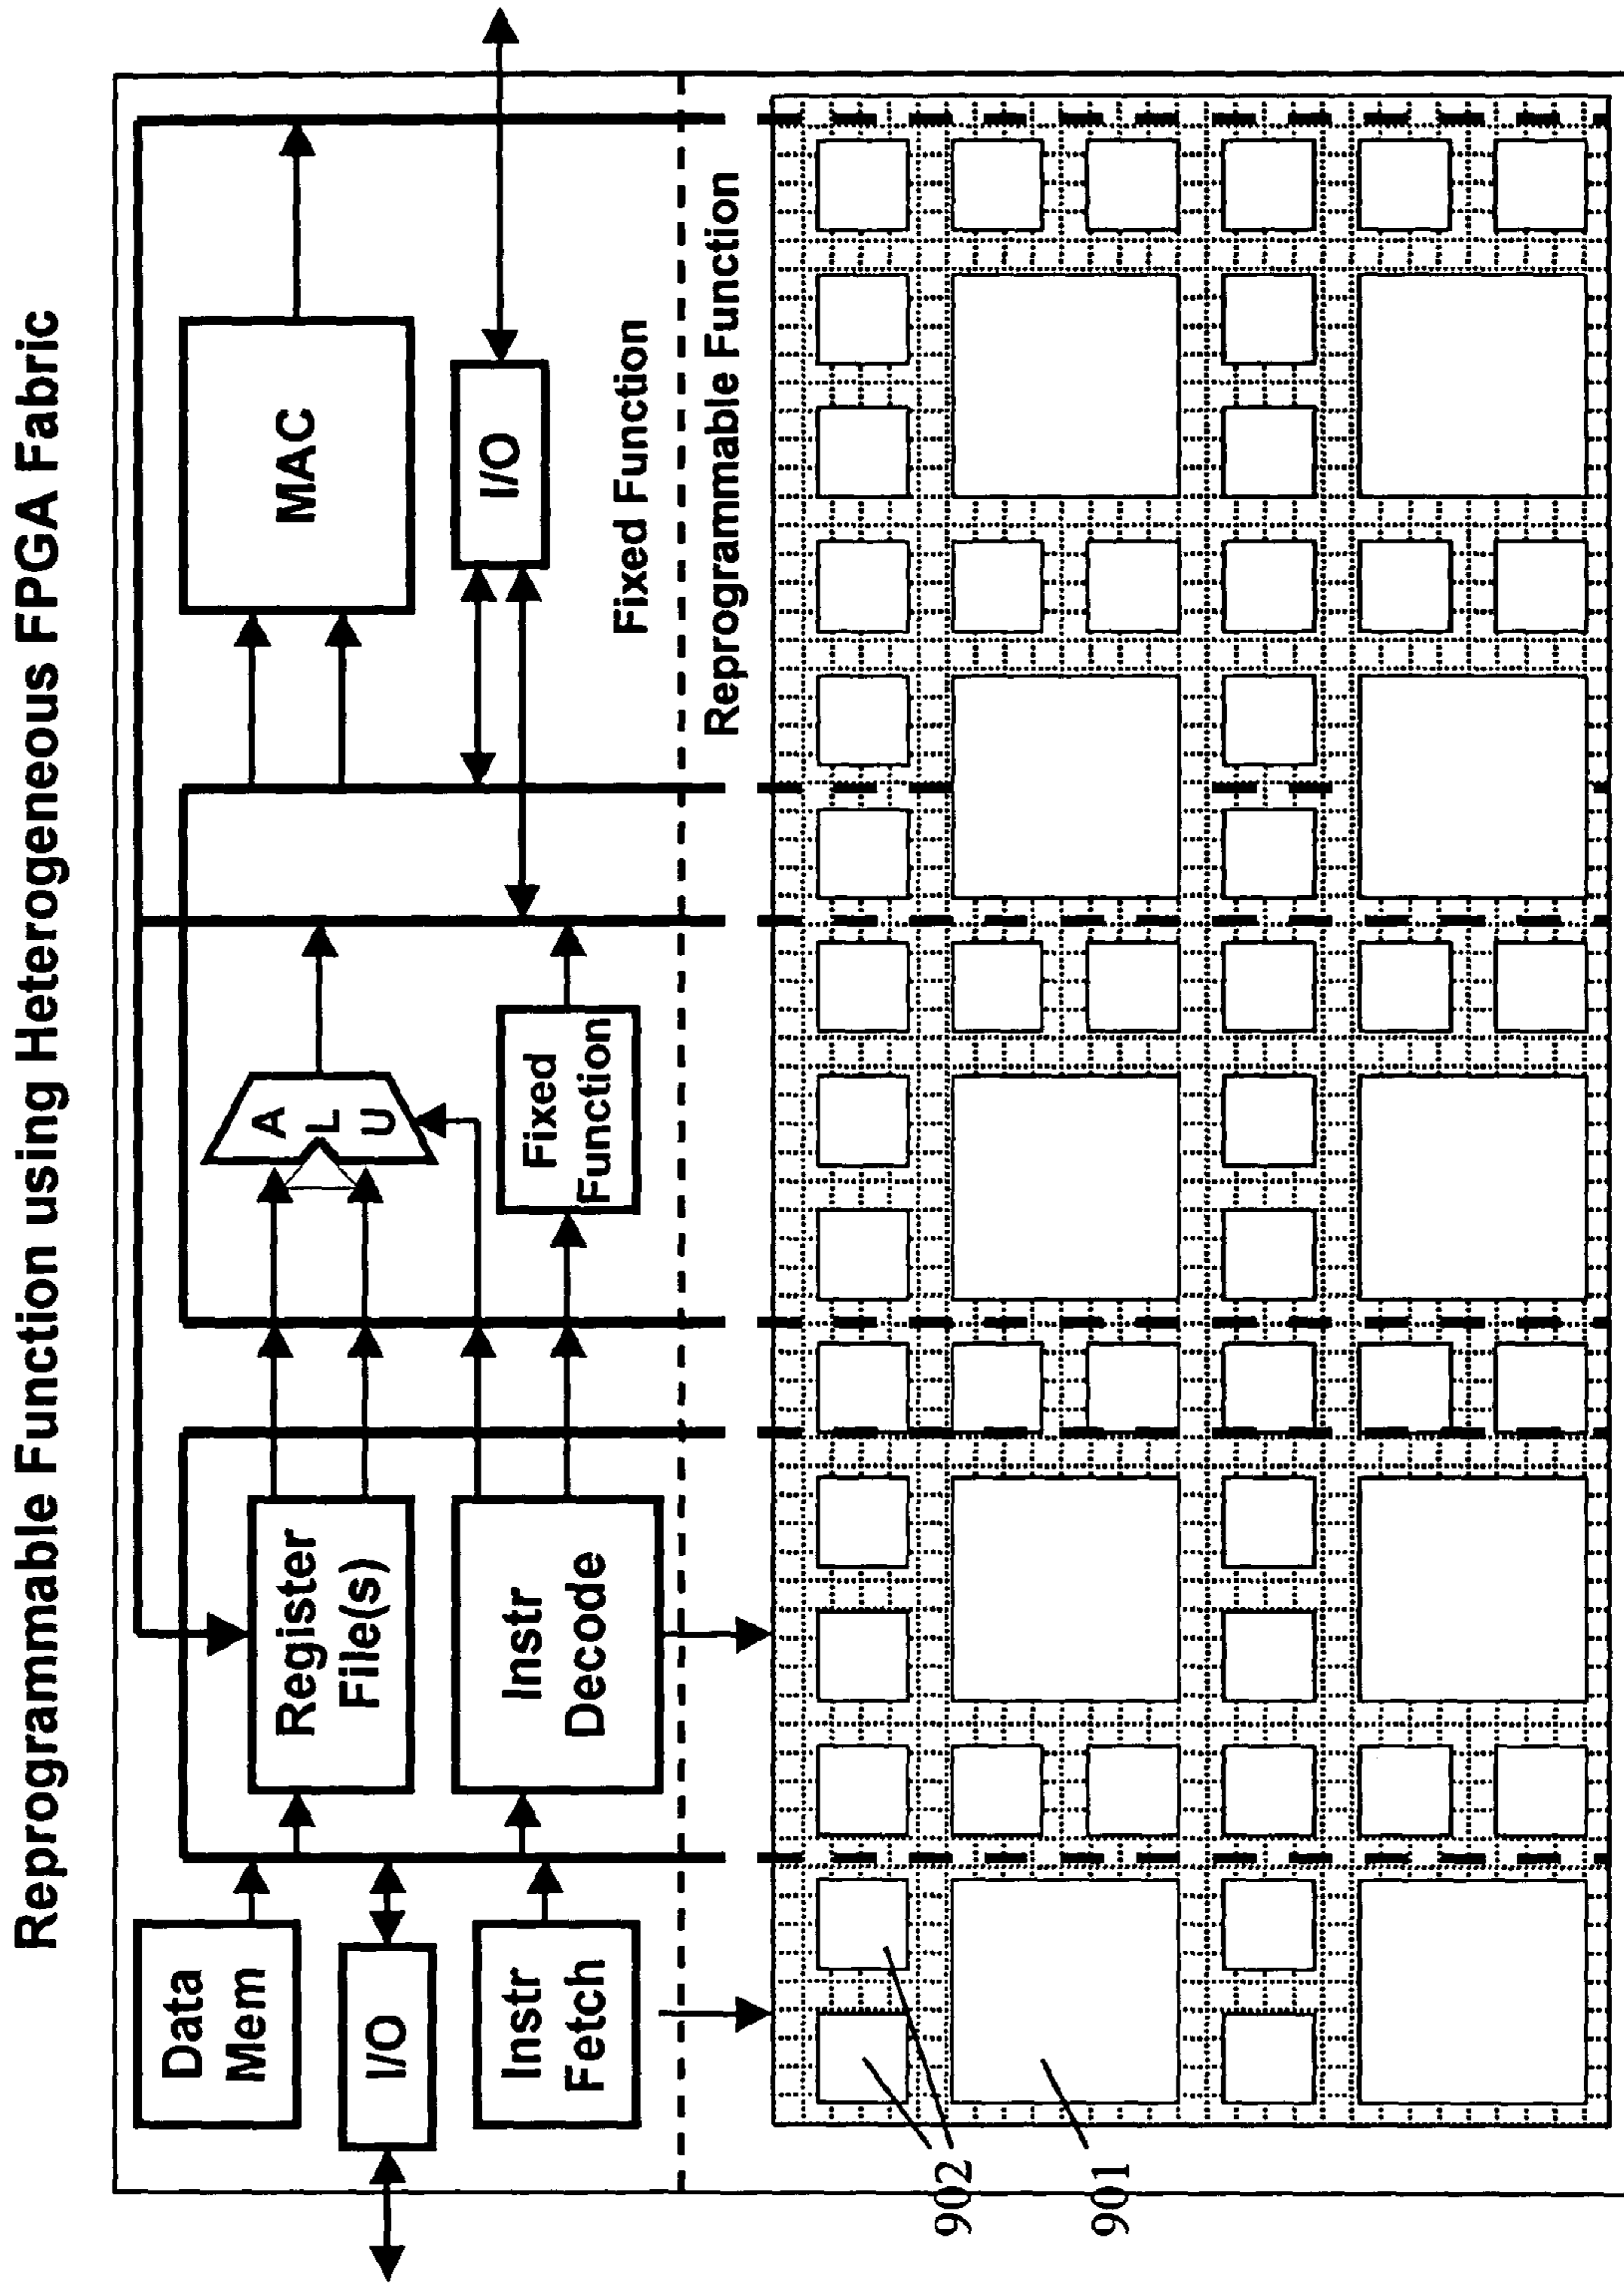 Reprogrammable Function using Heterogeneous FPGA Fabric
Data
Mem
I/O
Instr
Fetch
Register
File(s)
Instr
Decode
A
L
U
Fixed
Function
MAC
I/O
Fixed Function
Reprogrammable Function
902
901